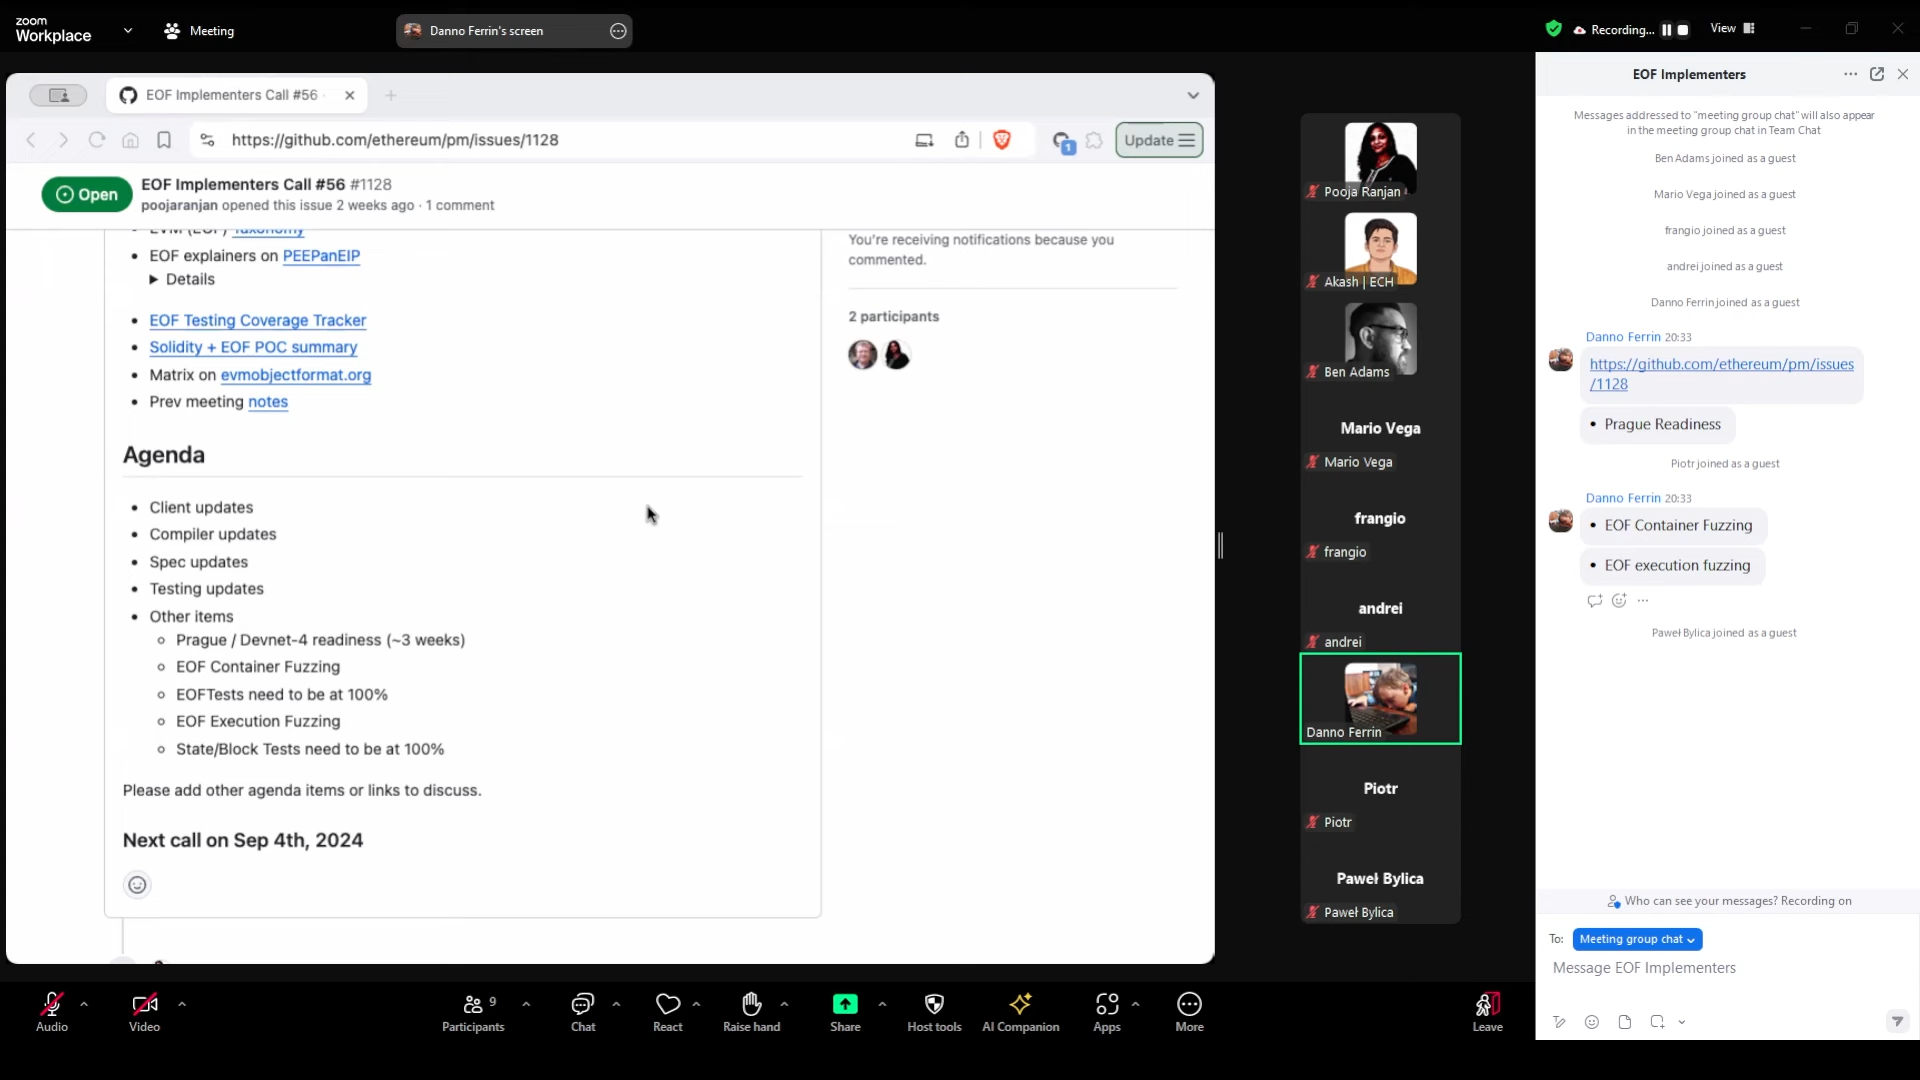 zoom
Workplace
Meeting
Danno Ferrin's screen
Recording...
View
EOF Implementers Call #56 ·
https://github.com/ethereum/pm/issues/1128
1
Update
Open
EOF Implementers Call #56 #1128
poojaranjan opened this issue 2 weeks ago · 1 comment
EVM (EOF) Taxonomy
EOF explainers on PEEPanEIP
Details
EOF Testing Coverage Tracker
Solidity + EOF POC summary
Matrix on evmobjectformat.org
Prev meeting notes
Agenda
Client updates
Compiler updates
Spec updates
Testing updates
Other items
Prague / Devnet-4 readiness (~3 weeks)
EOF Container Fuzzing
EOFTests need to be at 100%
EOF Execution Fuzzing
State/Block Tests need to be at 100%
Please add other agenda items or links to discuss.
Next call on Sep 4th, 2024
You're receiving notifications because you
commented.
2 participants
Pooja Ranjan
Akash | ECH
Ben Adams
Mario Vega
Mario Vega
frangio
frangio
andrei
andrei
Danno Ferrin
Piotr
Piotr
Paweł Bylica
Paweł Bylica
EOF Implementers
Messages addressed to "meeting group chat" will also appear
in the meeting group chat in Team Chat
Ben Adams joined as a guest
Mario Vega joined as a guest
frangio joined as a guest
andrei joined as a guest
Danno Ferrin joined as a guest
Danno Ferrin 20:33
https://github.com/ethereum/pm/issues
/1128
• Prague Readiness
Piotr joined as a guest
Danno Ferrin 20:33
• EOF Container Fuzzing
• EOF execution fuzzing
Paweł Bylica joined as a guest
Who can see your messages? Recording on
To: Meeting group chat
Message EOF Implementers
Audio
Video
9
Participants
Chat
React
Raise hand
Share
Host tools
AI Companion
Apps
More
Leave